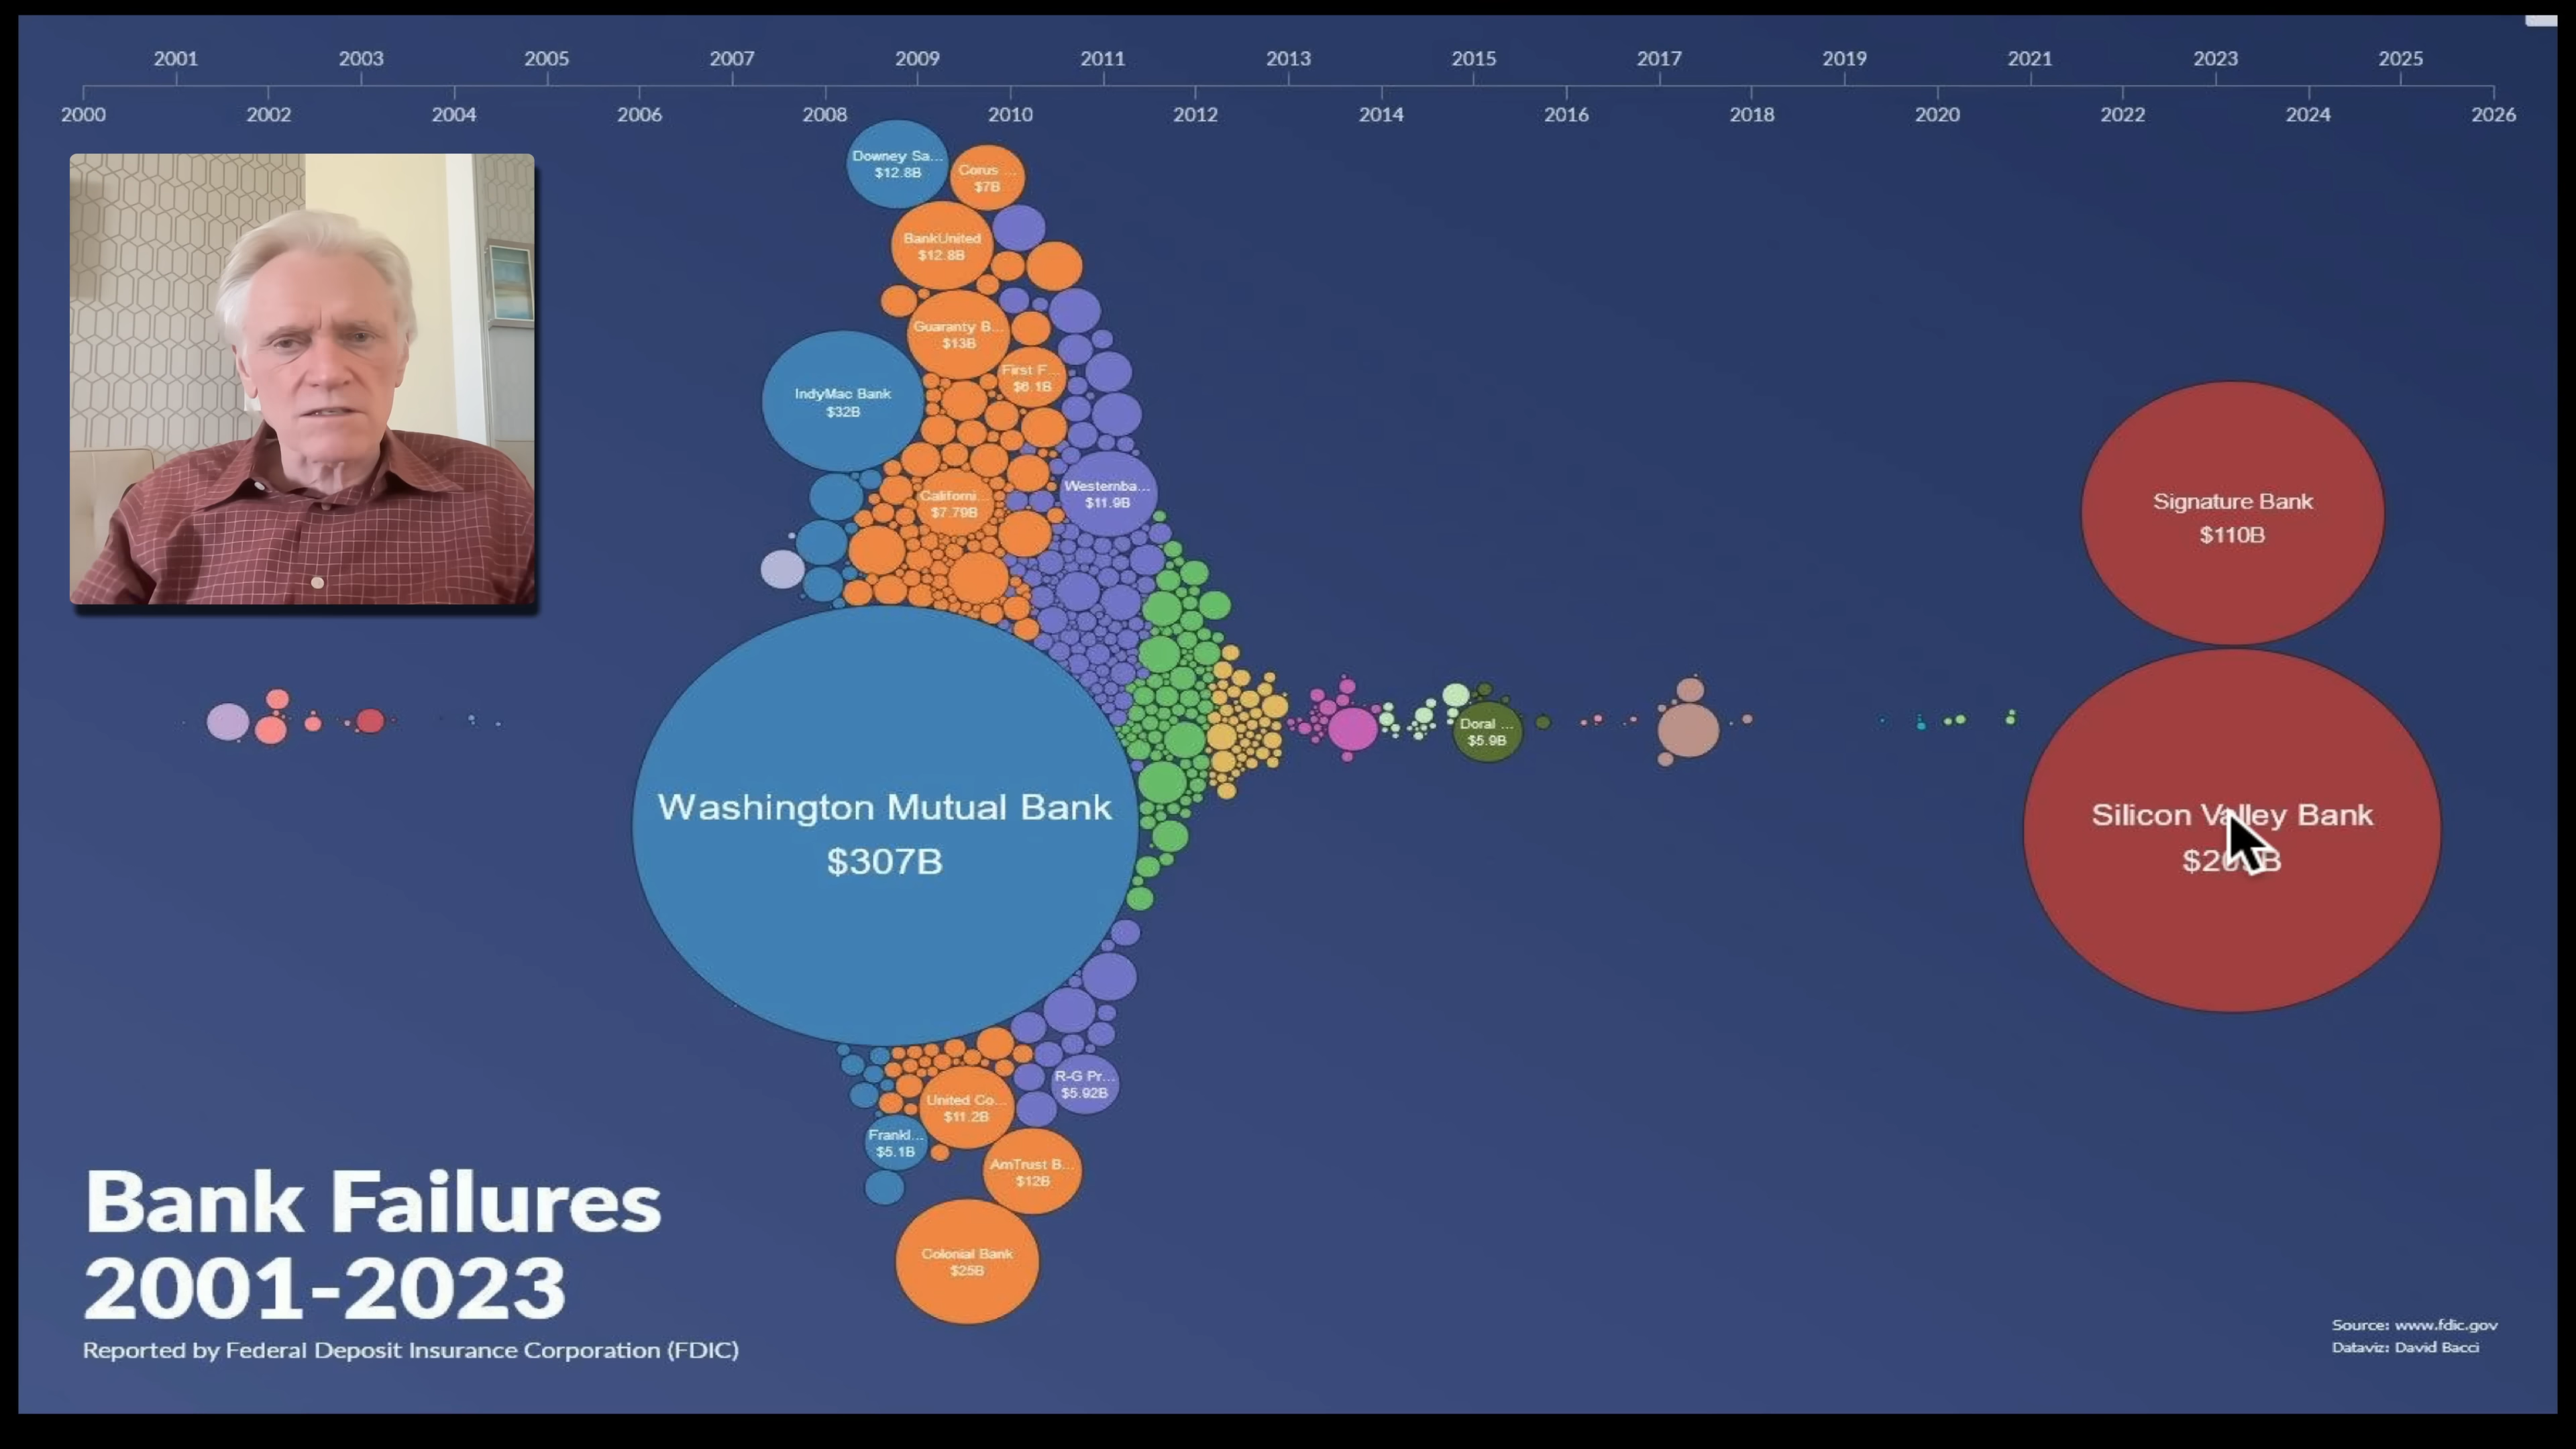 2001 2003 2005 2007 2009 2011 2013 2015 2017 2019 2021 2023 2025
2000 2002 2004 2006 2008 2010 2012 2014 2016 2018 2020 2022 2024 2026
Downey Sa...
$12.8B
Corus ...
$7B
BankUnited
$12.8B
Guaranty B...
$13B
First F...
$6.1B
IndyMac Bank
$32B
Californi...
$7.79B
Westernba...
$11.9B
Signature Bank
$110B
Doral ...
$5.9B
Washington Mutual Bank
$307B
Silicon Valley Bank
R-G Pr...
$5.92B
United Co...
$11.2B
Frankl...
$5.1B
AmTrust B...
$12B
Colonial Bank
$25B
Bank Failures
2001-2023
Reported by Federal Deposit Insurance Corporation (FDIC)
Source: www.fdic.gov
Dataviz: David Bacci